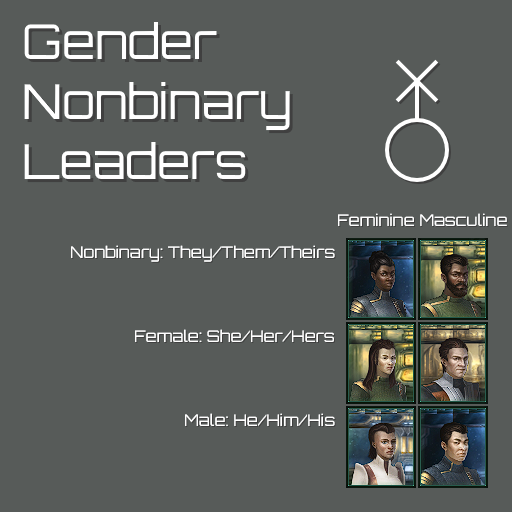 Gender
Nonbinary
Leaders
Feminine Masculine
Nonbinary: They/Them/Theirs
Female: She/Her/Hers
Male: He/Him/His